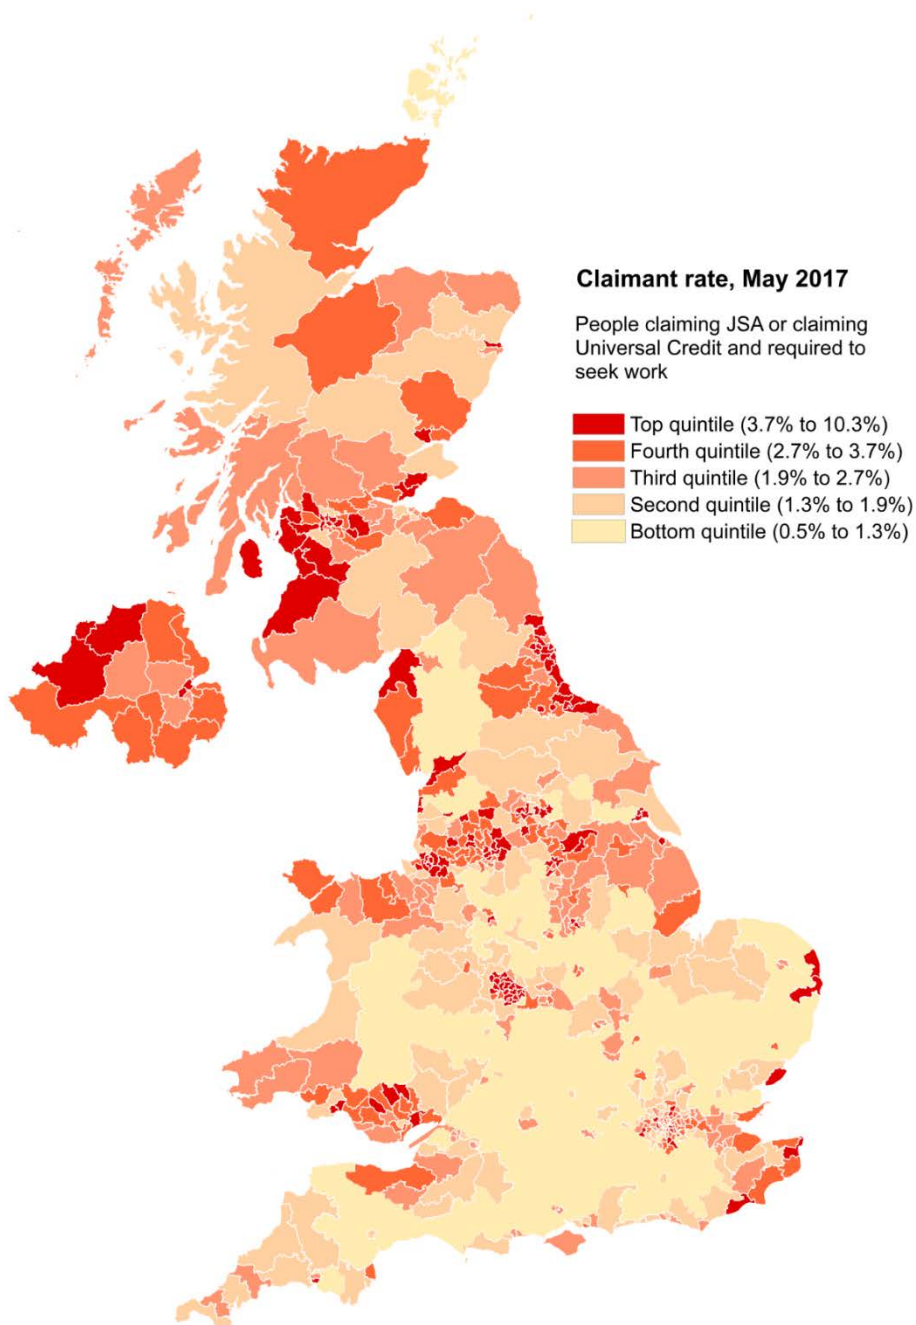 Claimant rate, May 2017
People claiming JSA or claiming
Universal Credit and required to
seek work
Top quintile (3.7% to 10.3%)
Fourth quintile (2.7% to 3.7%)
Third quintile (1.9% to 2.7%)
Second quintile (1.3% to 1.9%)
Bottom quintile (0.5% to 1.3%)